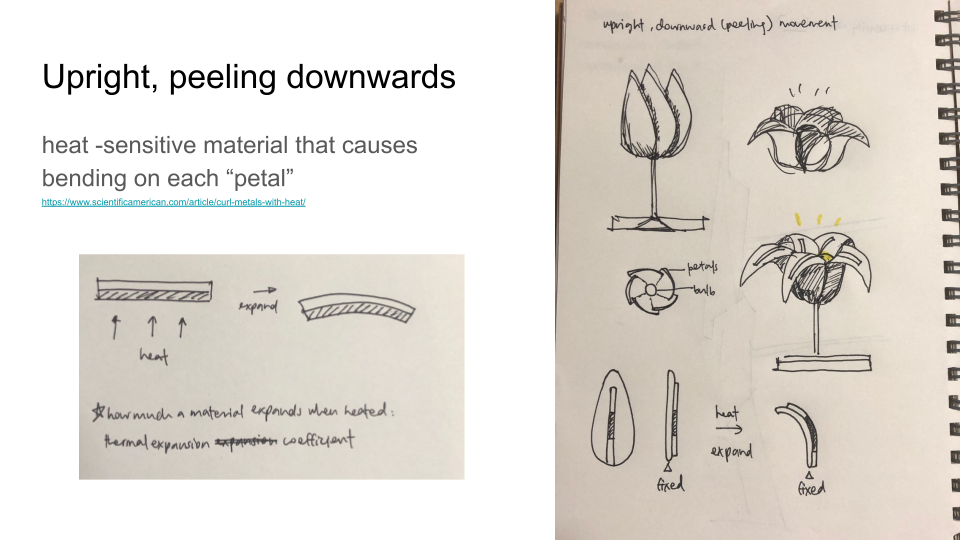 Upright, peeling downwards
heat -sensitive material that causes
bending on each “petal”
https://www.scientificamerican.com/article/curl-metals-with-heat/
expand
heat
☆how much a material expands when heated:
thermal expansion expansion coefficient
upright, downward (peeling) movement
petals
bulb
heat
expand
fixed
fixed